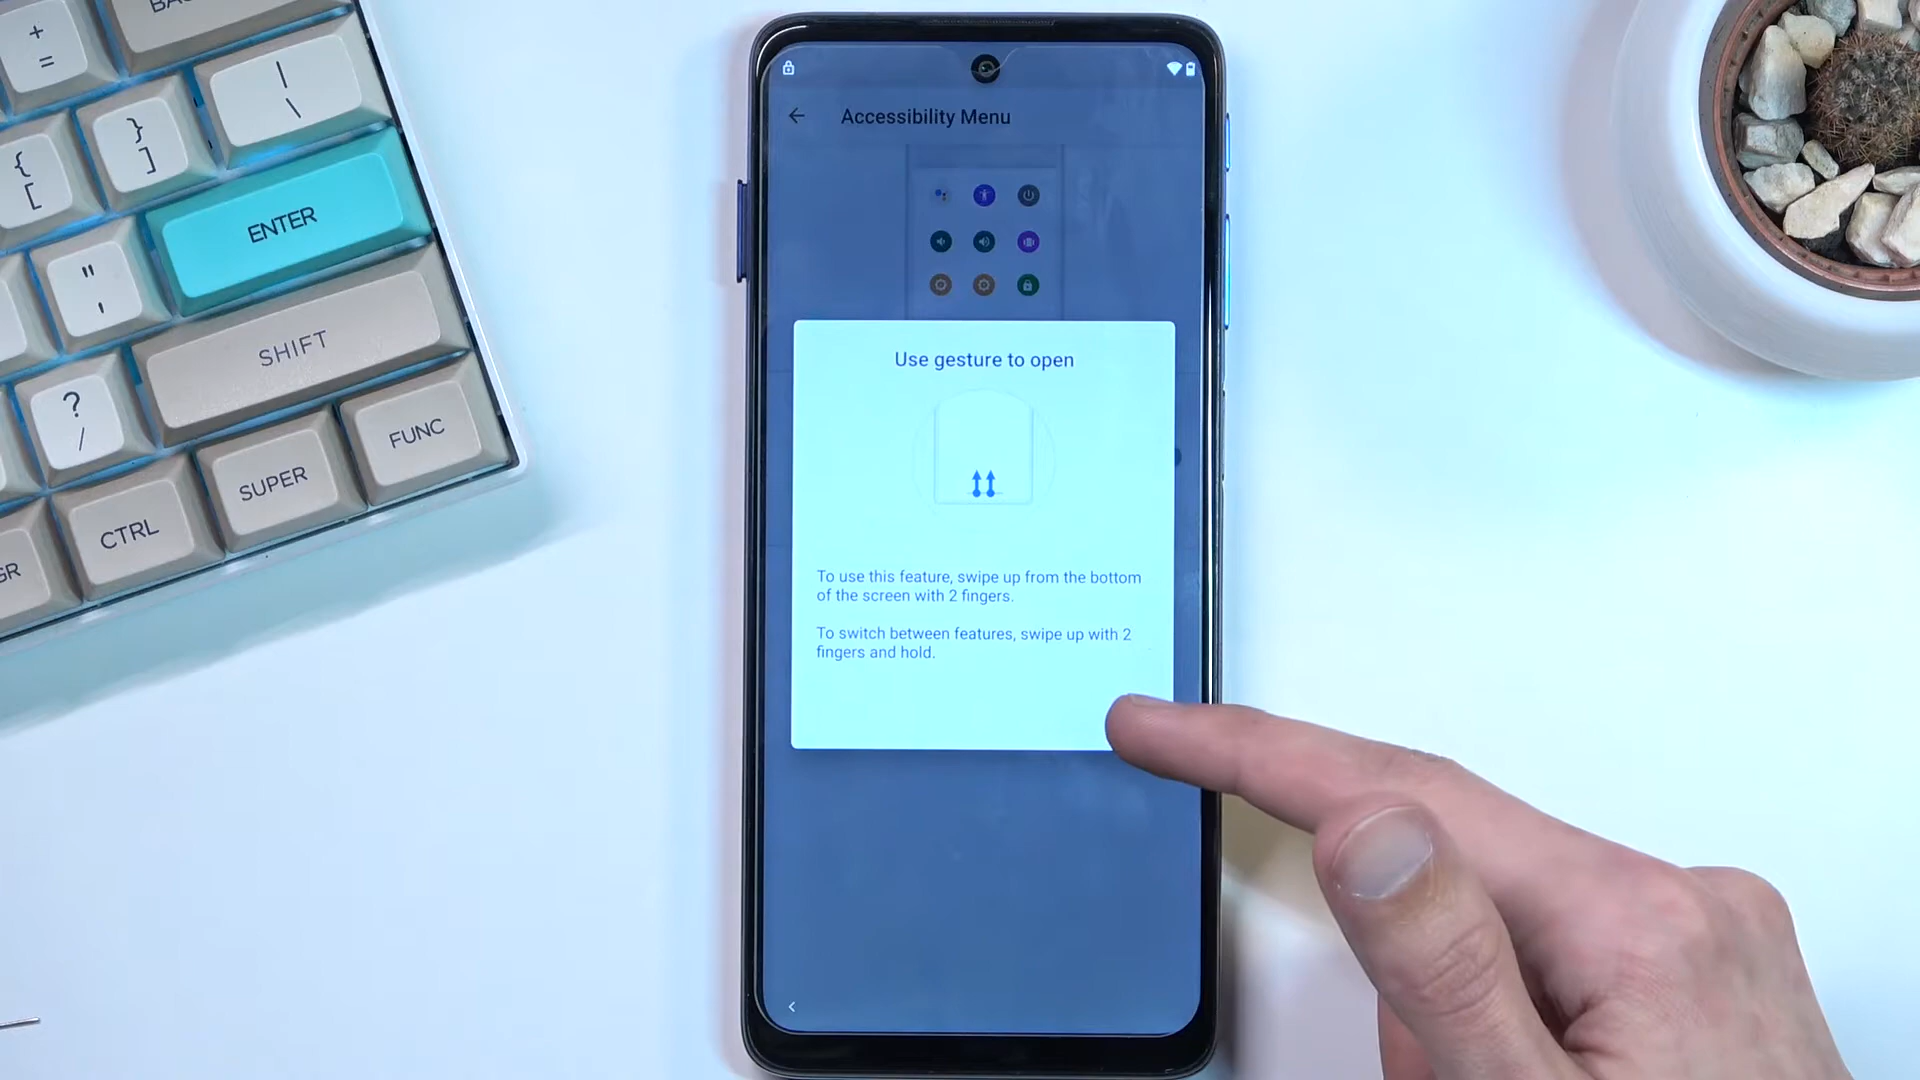 +
=
BA
|
\
}
]
{
[
ENTER
"
'
SHIFT
?
/
FUNC
SUPER
CTRL
GR
Accessibility Menu
Use gesture to open
To use this feature, swipe up from the bottom
of the screen with 2 fingers.
To switch between features, swipe up with 2
fingers and hold.